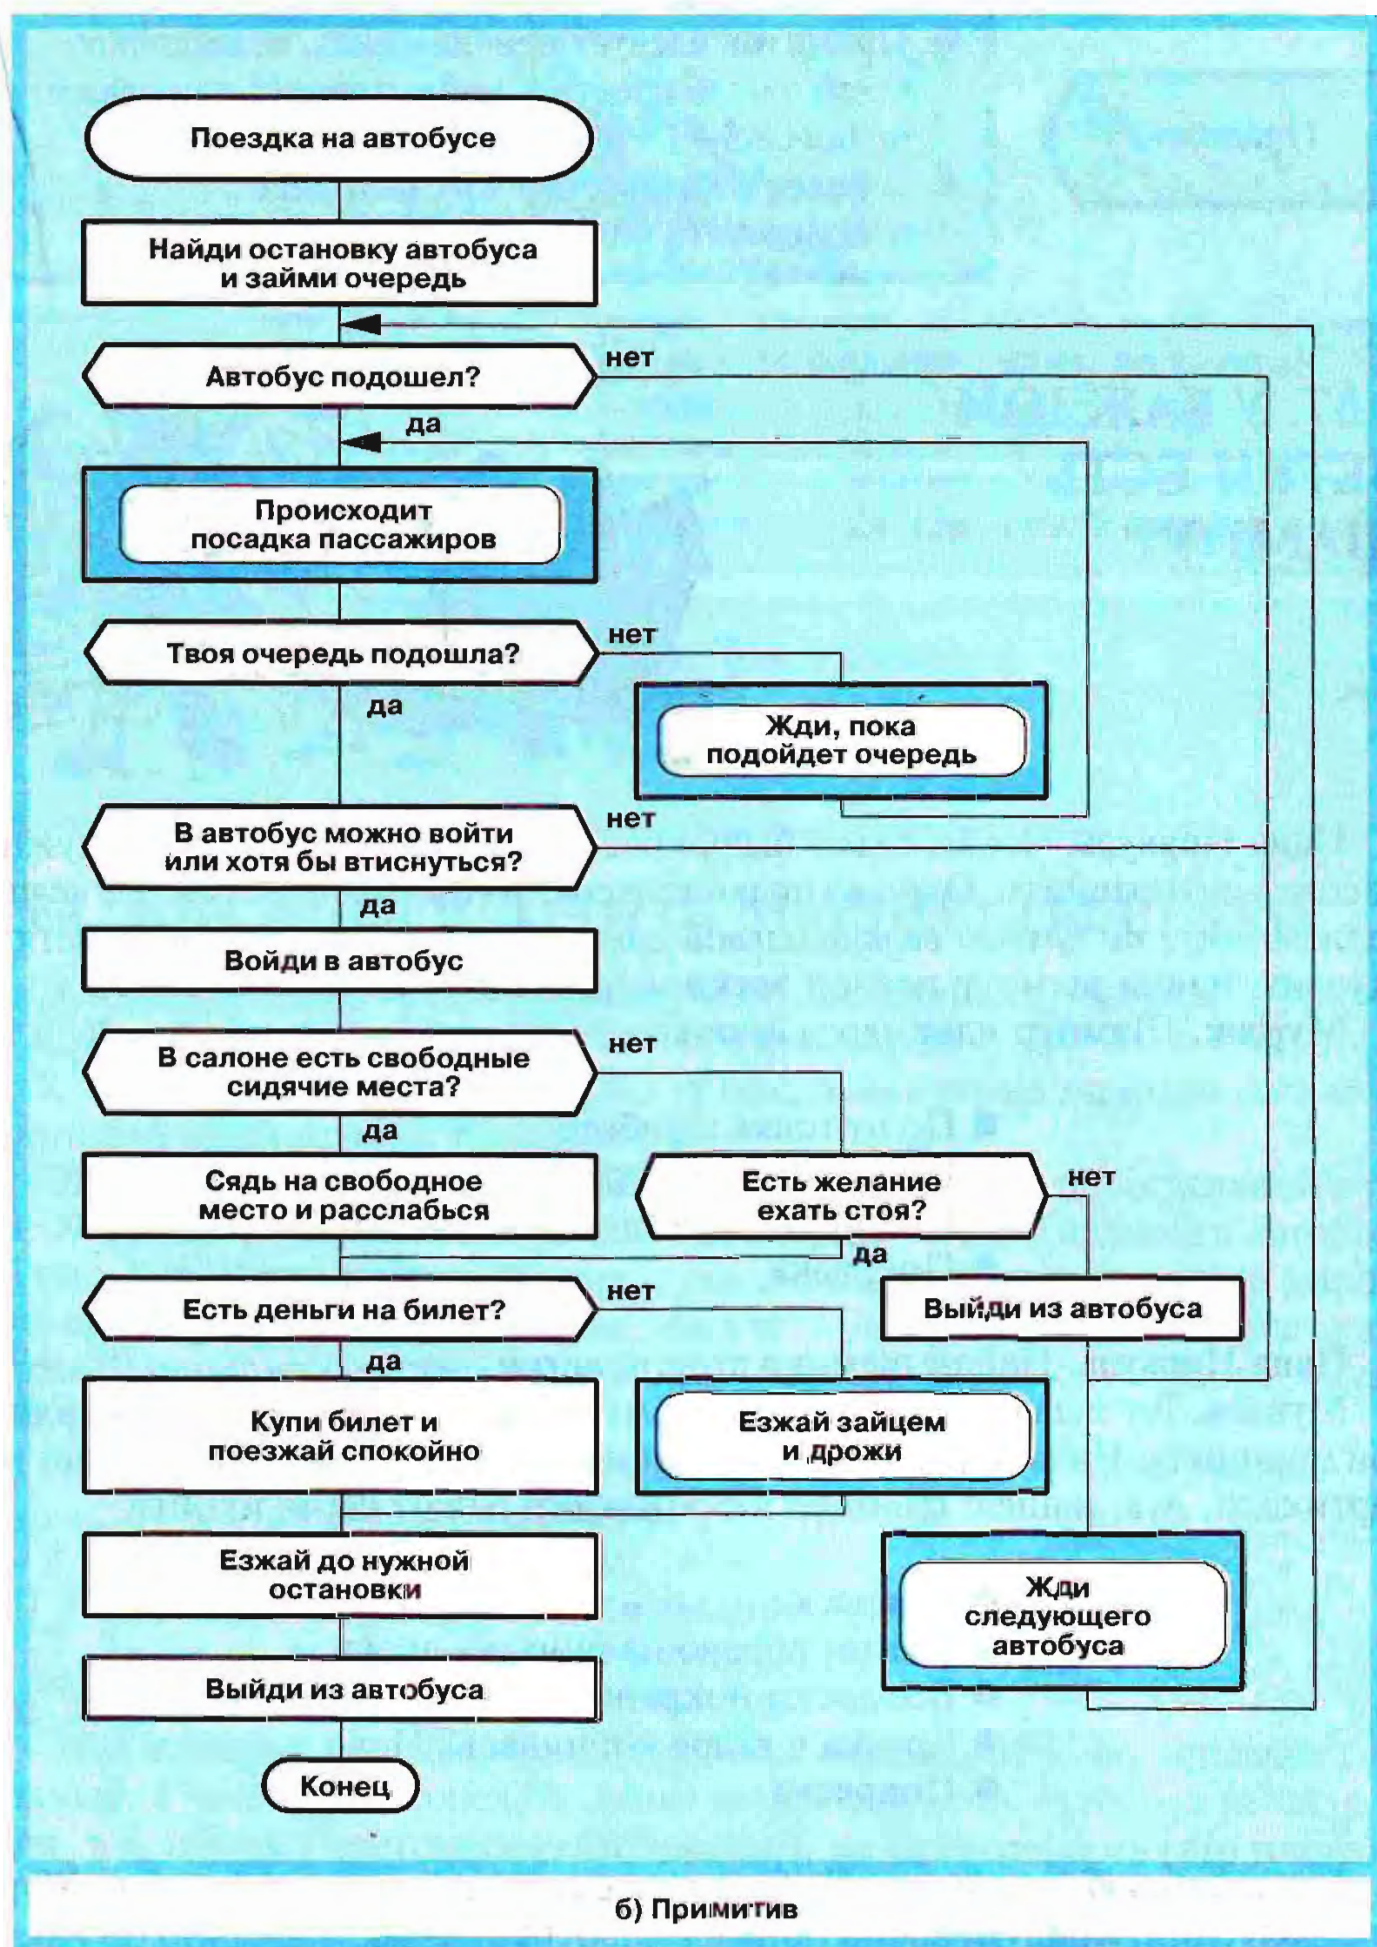 Поездка на автобусе
Найди остановку автобуса
и займи очередь
Автобус подошел?
нет
да
Происходит
посадка пассажиров
Твоя очередь подошла?
нет
да
Жди, пока
подойдет очередь
В автобус можно войти
или хотя бы втиснуться?
нет
да
Войди в автобус
В салоне есть свободные
сидячие места?
нет
да
Сядь на свободное
место и расслабься
Есть желание
ехать стоя?
нет
да
Есть деньги на билет?
нет
да
Выйди из автобуса
Купи билет и
поезжай спокойно
Езжай зайцем
и дрожи
Езжай до нужной
остановки
Жди
следующего
автобуса
Выйди из автобуса
Конец
б) Примитив